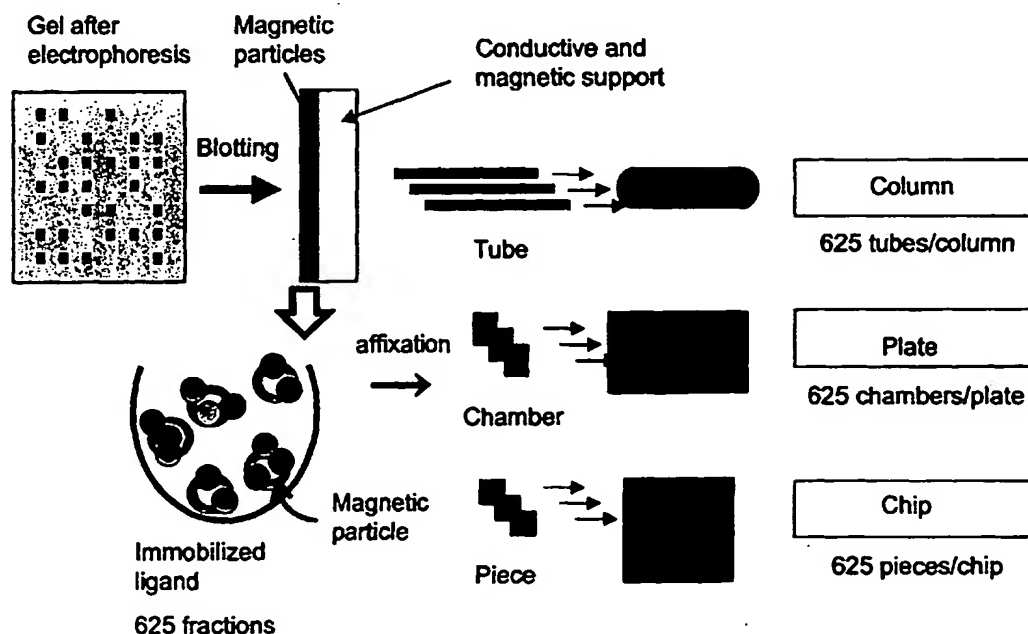 Gel after
electrophoresis
Magnetic
particles
Conductive and
magnetic support
Blotting
Tube
Column
625 tubes/column
affixation
Chamber
Plate
625 chambers/plate
Magnetic
particle
Immobilized
ligand
625 fractions
Piece
Chip
625 pieces/chip